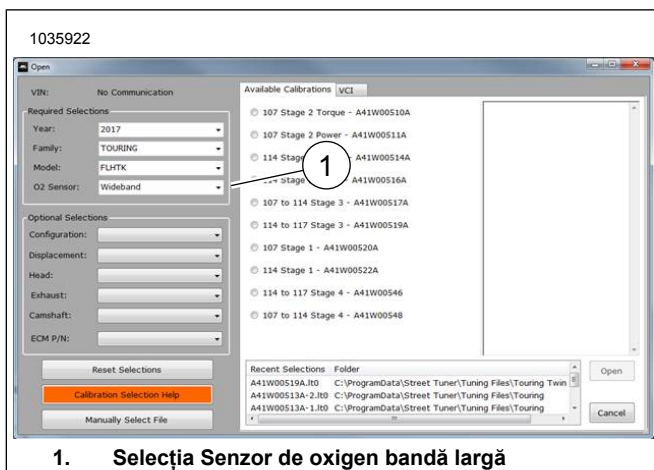 1035922
Open
VIN: No Communication
Required Selections
Year: 2017
Family: TOURING
Model: FLHTK
O2 Sensor: Wideband
Optional Selections
Configuration:
Displacement:
Head:
Exhaust:
Camshaft:
ECM P/N:
Reset Selections
Calibration Selection Help
Manually Select File
Available Calibrations VCI
107 Stage 2 Torque - A41W00510A
107 Stage 2 Power - A41W00511A
114 Stage - A41W00514A
114 Stage A41W00516A
107 to 114 Stage 3 - A41W00517A
114 to 117 Stage 3 - A41W00519A
107 Stage 1 - A41W00520A
114 Stage 1 - A41W00522A
114 to 117 Stage 4 - A41W00546
107 to 114 Stage 4 - A41W00548
1
Recent Selections Folder
A41W00519A.lt0 C:\ProgramData\Street Tuner\Tuning Files\Touring Twin
A41W00513A-2.lt0 C:\ProgramData\Street Tuner\Tuning Files\Touring
A41W00513A-1.lt0 C:\ProgramData\Street Tuner\Tuning Files\Touring
Open
Cancel
1. Selecția Senzor de oxigen bandă largă